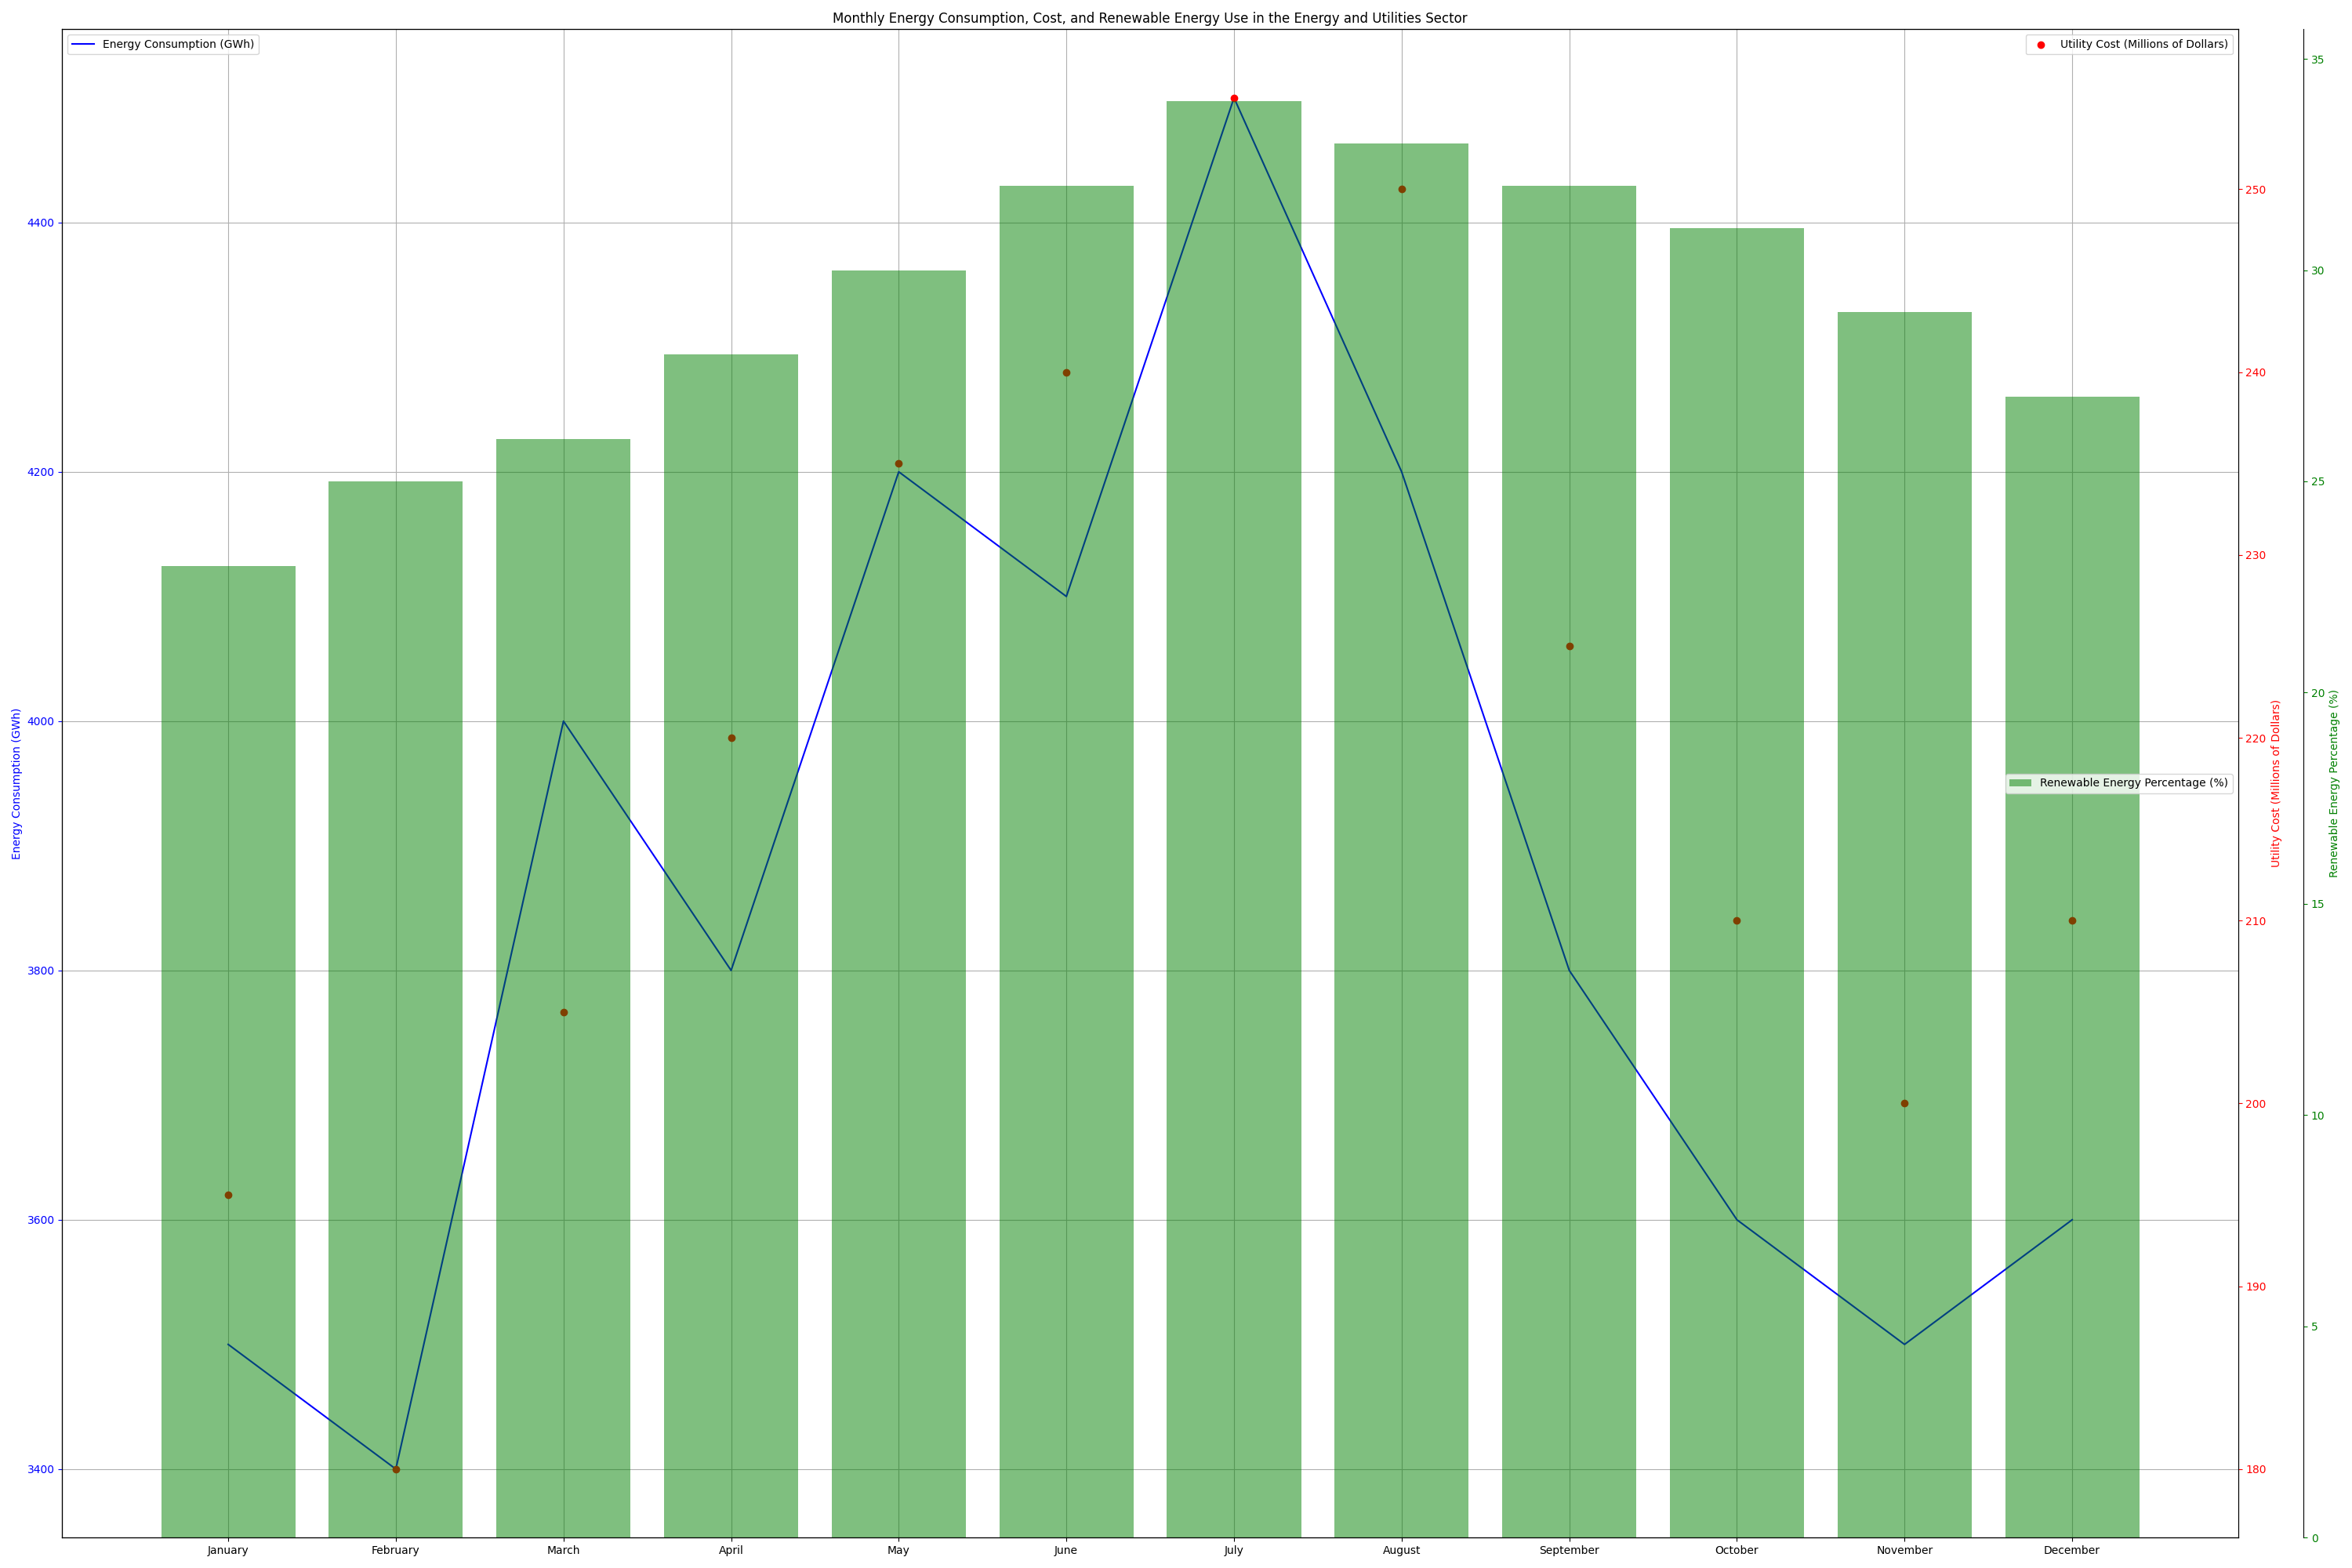 Monthly Energy Consumption, Cost, and Renewable Energy Use in the Energy and Utilities Sector
Energy Consumption (GWh)
Utility Cost (Millions of Dollars)
Renewable Energy Percentage (%)
Energy Consumption (GWh)
4400
4200
4000
3800
3600
3400
250
240
230
220
210
200
190
180
Utility Cost (Millions of Dollars)
35
30
25
20
15
10
5
0
Renewable Energy Percentage (%)
January
February
March
April
May
June
July
August
September
October
November
December